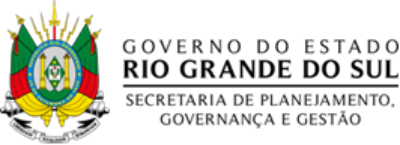 GOVERNO DO ESTADO
RIO GRANDE DO SUL
SECRETARIA DE PLANEJAMENTO,
GOVERNANÇA E GESTÃO